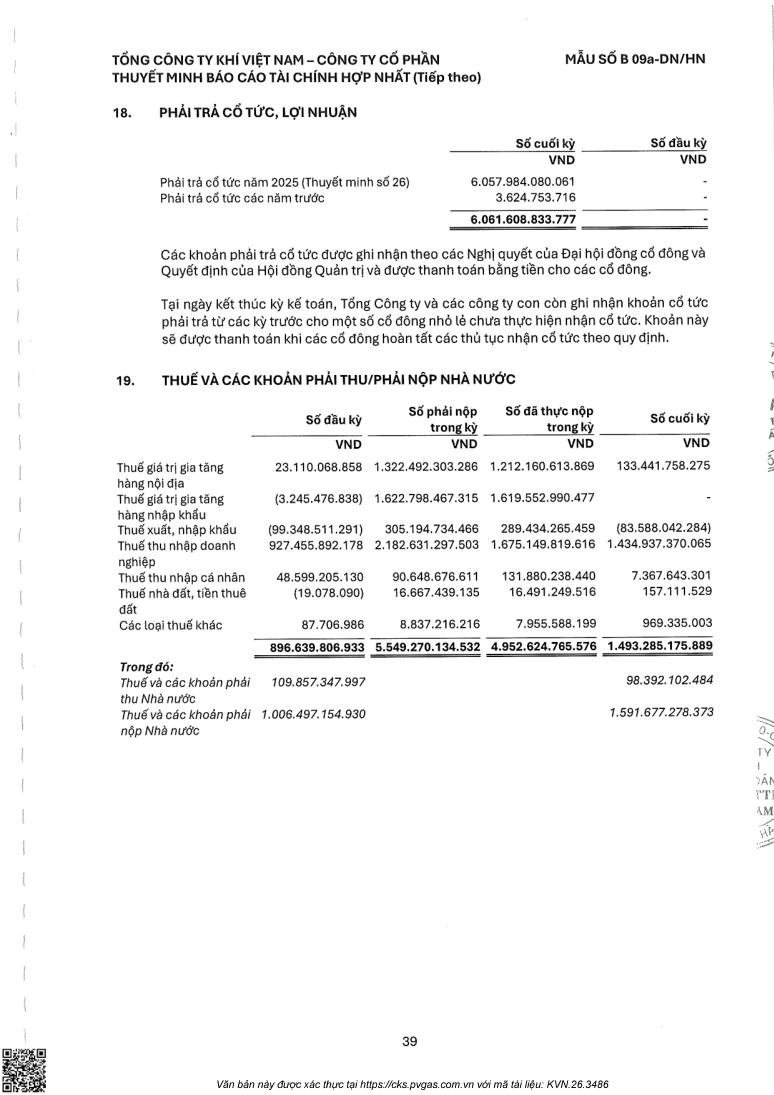 TỔNG CÔNG TY KHÍ VIỆT NAM – CÔNG TY CỔ PHẦN MẪU SỐ B 09a-DN/HN
THUYẾT MINH BÁO CÁO TÀI CHÍNH HỢP NHẤT (Tiếp theo)
18. PHẢI TRẢ CỔ TỨC, LỢI NHUẬN
Số cuối kỳ Số đầu kỳ
VND VND
Phải trả cổ tức năm 2025 (Thuyết minh số 26) 6.057.984.080.061 -
Phải trả cổ tức các năm trước 3.624.753.716 -
6.061.608.833.777 -
Các khoản phải trả cổ tức được ghi nhận theo các Nghị quyết của Đại hội đồng cổ đông và
Quyết định của Hội đồng Quản trị và được thanh toán bằng tiền cho các cổ đông.
Tại ngày kết thúc kỳ kế toán, Tổng Công ty và các công ty con còn ghi nhận khoản cổ tức
phải trả từ các kỳ trước cho một số cổ đông nhỏ lẻ chưa thực hiện nhận cổ tức. Khoản này
sẽ được thanh toán khi các cổ đông hoàn tất các thủ tục nhận cổ tức theo quy định.
19. THUẾ VÀ CÁC KHOẢN PHẢI THU/PHẢI NỘP NHÀ NƯỚC
Số đầu kỳ Số phải nộp Số đã thực nộp Số cuối kỳ
trong kỳ trong kỳ
VND VND VND VND
Thuế giá trị gia tăng 23.110.068.858 1.322.492.303.286 1.212.160.613.869 133.441.758.275
hàng nội địa
Thuế giá trị gia tăng (3.245.476.838) 1.622.798.467.315 1.619.552.990.477 -
hàng nhập khẩu
Thuế xuất, nhập khẩu (99.348.511.291) 305.194.734.466 289.434.265.459 (83.588.042.284)
Thuế thu nhập doanh 927.455.892.178 2.182.631.297.503 1.675.149.819.616 1.434.937.370.065
nghiệp
Thuế thu nhập cá nhân 48.599.205.130 90.648.676.611 131.880.238.440 7.367.643.301
Thuế nhà đất, tiền thuê (19.078.090) 16.667.439.135 16.491.249.516 157.111.529
đất
Các loại thuế khác 87.706.986 8.837.216.216 7.955.588.199 969.335.003
896.639.806.933 5.549.270.134.532 4.952.624.765.576 1.493.285.175.889
Trong đó:
Thuế và các khoản phải 109.857.347.997 98.392.102.484
thu Nhà nước
Thuế và các khoản phải 1.006.497.154.930 1.591.677.278.373
nộp Nhà nước
TY
39
Văn bản này được xác thực tại https://cks.pvgas.com.vn với mã tài liệu: KVN.26.3486